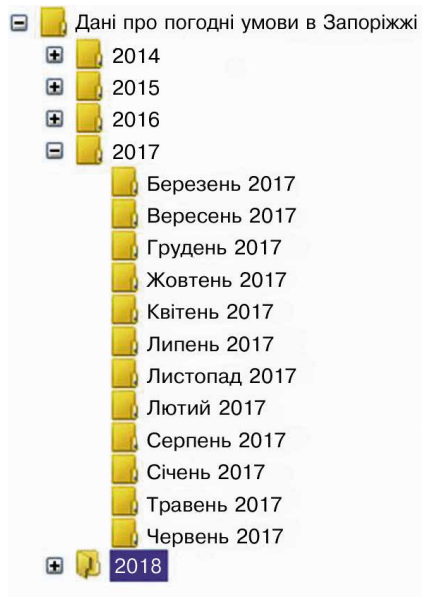 Дані про погодні умови в Запоріжжі
2014
2015
2016
2017
Березень 2017
Вересень 2017
Грудень 2017
Жовтень 2017
Квітень 2017
Липень 2017
Листопад 2017
Лютий 2017
Серпень 2017
Січень 2017
Травень 2017
Червень 2017
2018